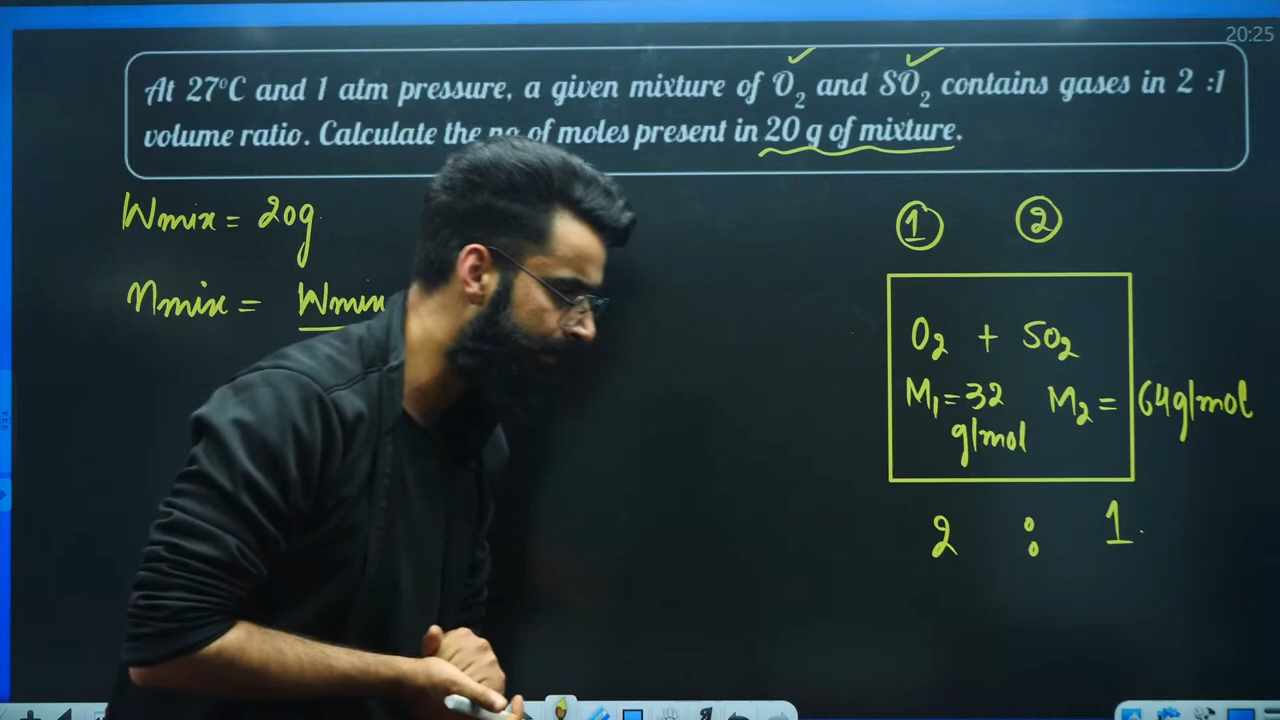 20:25
At 27°C and 1 atm pressure, a given mixture of O₂ and SO₂ contains gases in 2 :1
volume ratio. Calculate the no of moles present in 20 g of mixture.
Wmix = 20g
nmix = Wmix
① ②
O₂ + SO₂
M₁ = 32 g/mol M₂ = 64g/mol
2 : 1